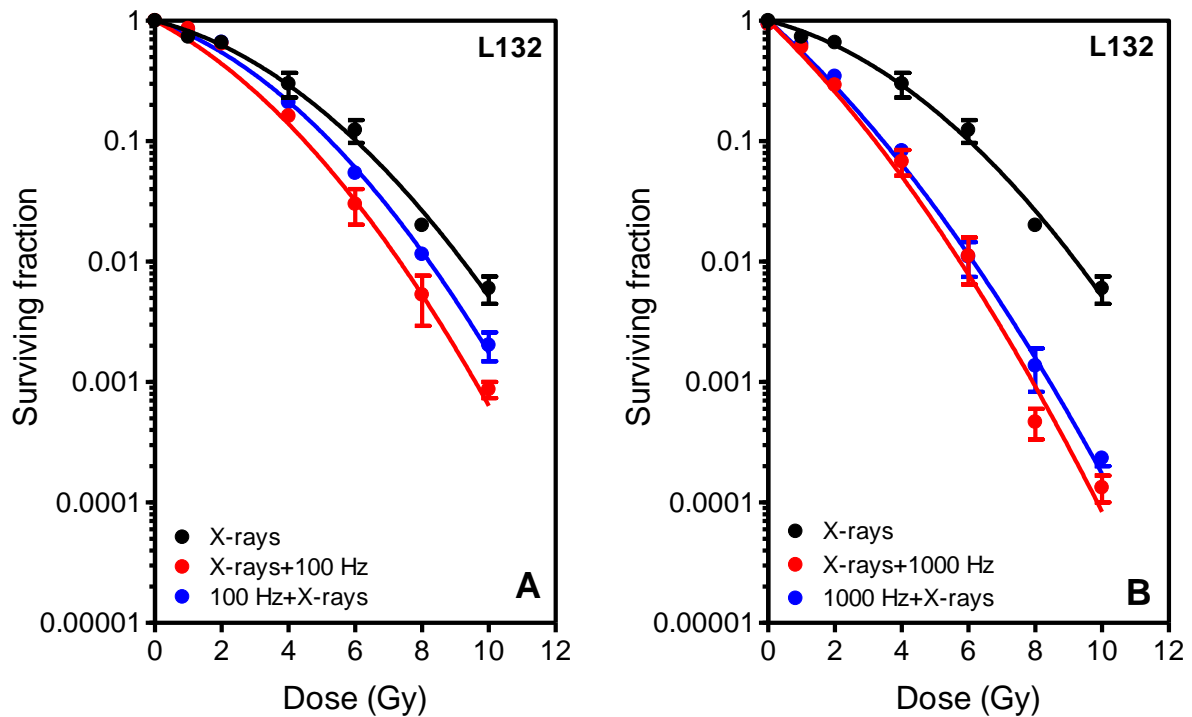 L132
1
0.1
0.01
0.001
0.0001
0.00001
Surviving fraction
X-rays
X-rays+100 Hz
100 Hz+X-rays
A
0 2 4 6 8 10 12
Dose (Gy)
L132
1
0.1
0.01
0.001
0.0001
0.00001
Surviving fraction
X-rays
X-rays+1000 Hz
1000 Hz+X-rays
B
0 2 4 6 8 10 12
Dose (Gy)